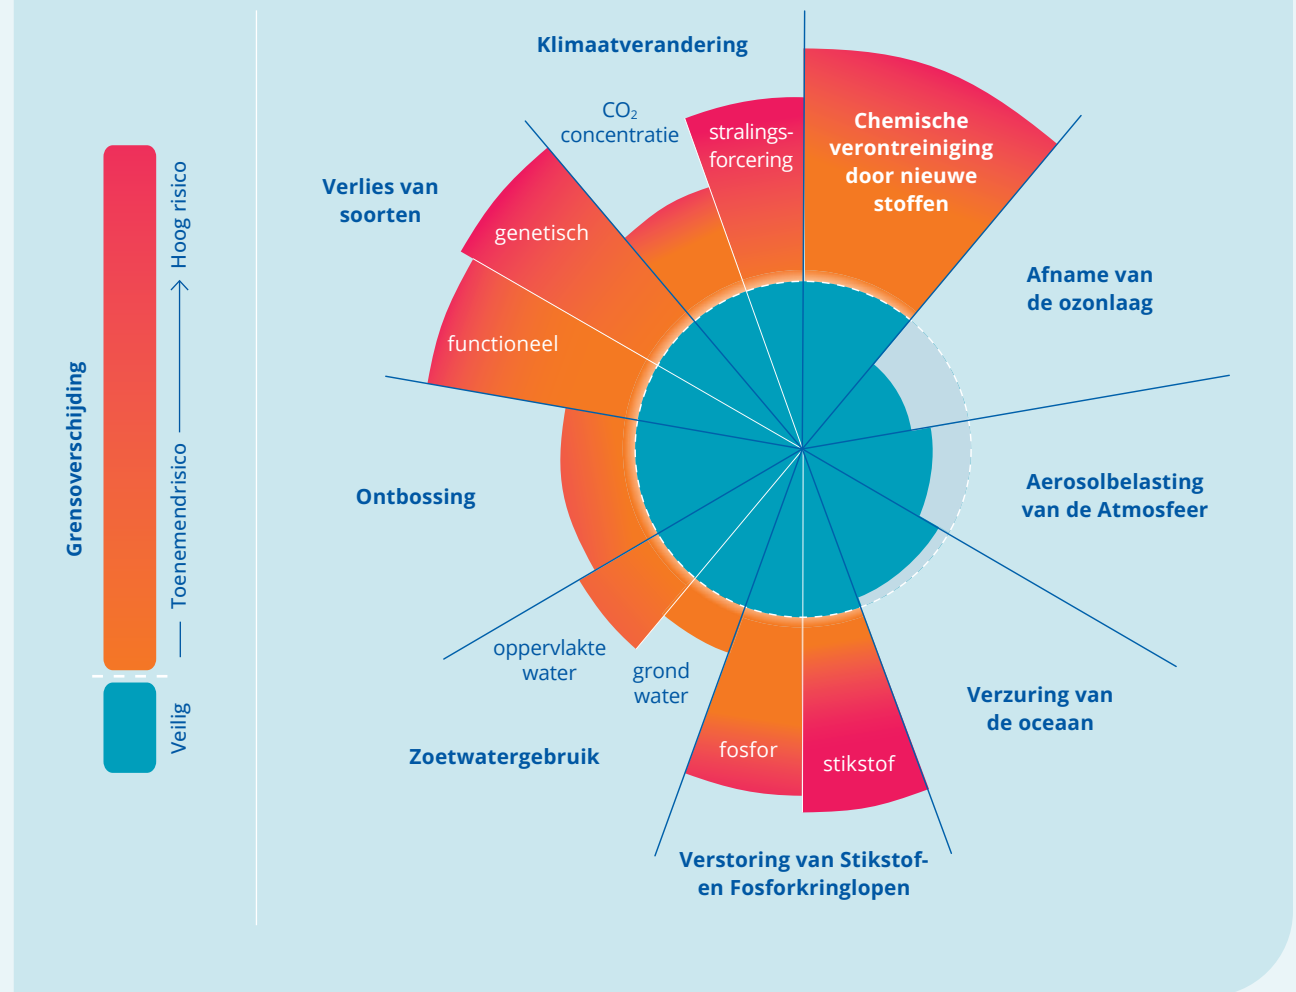 Grensoverschijding
Hoog risico
Toenemendrisico
Veilig
Klimaatverandering
CO₂
concentratie
stralings-
forcering
Chemische
verontreiniging
door nieuwe
stoffen
Verlies van
soorten
genetisch
functioneel
Afname van
de ozonlaag
Ontbossing
Aerosolbelasting
van de Atmosfeer
oppervlakte
water
grond
water
Zoetwatergebruik
fosfor
stikstof
Verzuring van
de oceaan
Verstoring van Stikstof-
en Fosforkringlopen